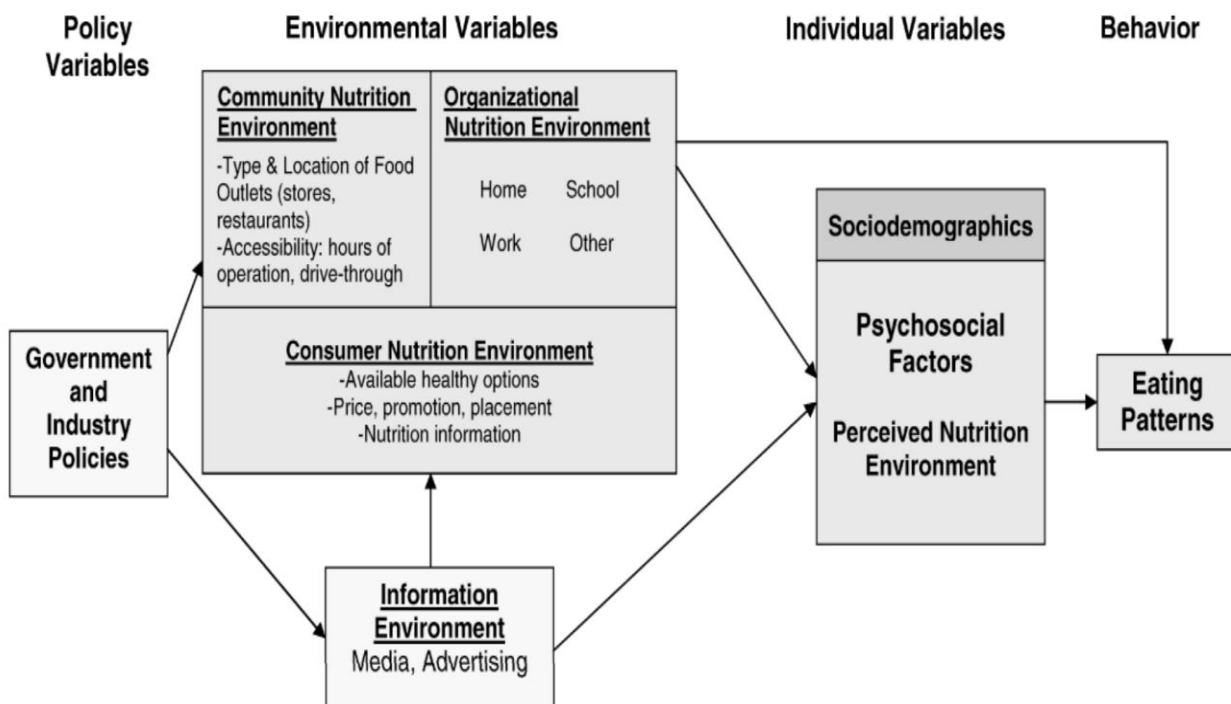 Policy
Variables
Environmental Variables
Individual Variables
Behavior
Community Nutrition
Environment
-Type & Location of Food
Outlets (stores,
restaurants)
-Accessibility: hours of
operation, drive-through
Organizational
Nutrition Environment
Home School
Work Other
Consumer Nutrition Environment
-Available healthy options
-Price, promotion, placement
-Nutrition information
Government
and
Industry
Policies
Information
Environment
Media, Advertising
Sociodemographics
Psychosocial
Factors
Perceived Nutrition
Environment
Eating
Patterns